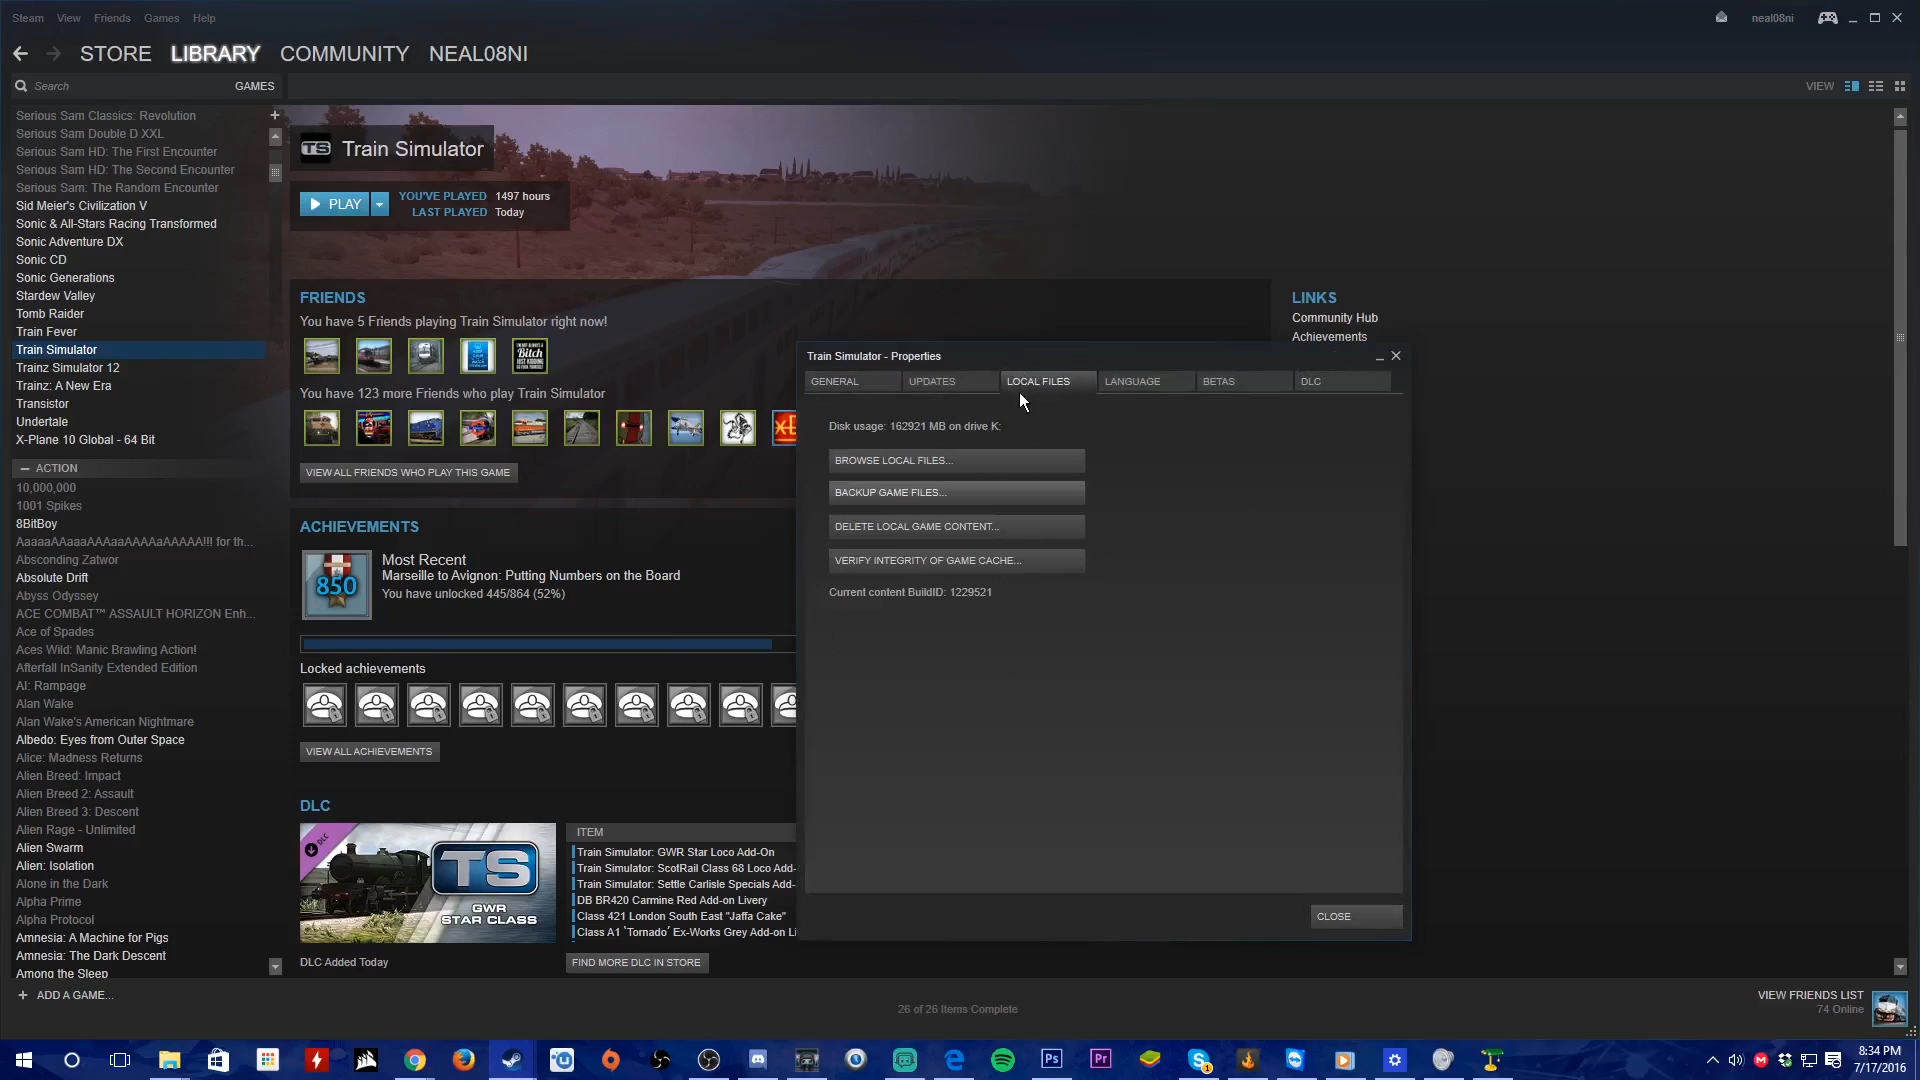 Steam View Friends Games Help
neal08ni
STORE LIBRARY COMMUNITY NEAL08NI
Search GAMES
VIEW
Serious Sam Classics: Revolution
Serious Sam Double D XXL
Serious Sam HD: The First Encounter
Serious Sam HD: The Second Encounter
Serious Sam: The Random Encounter
Sid Meier's Civilization V
Sonic & All-Stars Racing Transformed
Sonic Adventure DX
Sonic CD
Sonic Generations
Stardew Valley
Tomb Raider
Train Fever
Train Simulator
Trainz Simulator 12
Trainz: A New Era
Transistor
Undertale
X-Plane 10 Global - 64 Bit
ACTION
10,000,000
1001 Spikes
8BitBoy
AaaaaAAaaaAAAaaAAAAaAAAAA!!! for th...
Absconding Zatwor
Absolute Drift
Abyss Odyssey
ACE COMBAT™ ASSAULT HORIZON Enh...
Ace of Spades
Aces Wild: Manic Brawling Action!
Afterfall InSanity Extended Edition
AI: Rampage
Alan Wake
Alan Wake's American Nightmare
Albedo: Eyes from Outer Space
Alice: Madness Returns
Alien Breed: Impact
Alien Breed 2: Assault
Alien Breed 3: Descent
Alien Rage - Unlimited
Alien Swarm
Alien: Isolation
Alone in the Dark
Alpha Prime
Alpha Protocol
Amnesia: A Machine for Pigs
Amnesia: The Dark Descent
Among the Sleep
ADD A GAME...
TS Train Simulator
PLAY
YOU'VE PLAYED 1497 hours
LAST PLAYED Today
FRIENDS
You have 5 Friends playing Train Simulator right now!
I'M NOT ALWAYS A
Bitch
JUST KIDDING
You have 123 more Friends who play Train Simulator
VIEW ALL FRIENDS WHO PLAY THIS GAME
ACHIEVEMENTS
850
Most Recent
Marseille to Avignon: Putting Numbers on the Board
You have unlocked 445/864 (52%)
Locked achievements
VIEW ALL ACHIEVEMENTS
DLC
DLC
TS
GWR
STAR CLASS
DLC Added Today
ITEM
Train Simulator: GWR Star Loco Add-On
Train Simulator: ScotRail Class 68 Loco Add-
Train Simulator: Settle Carlisle Specials Add-
DB BR420 Carmine Red Add-on Livery
Class 421 London South East "Jaffa Cake"
Class A1 'Tornado' Ex-Works Grey Add-on Li
FIND MORE DLC IN STORE
LINKS
Community Hub
Achievements
Train Simulator - Properties
GENERAL UPDATES LOCAL FILES LANGUAGE BETAS DLC
Disk usage: 162921 MB on drive K:
BROWSE LOCAL FILES...
BACKUP GAME FILES...
DELETE LOCAL GAME CONTENT...
VERIFY INTEGRITY OF GAME CACHE...
Current content BuildID: 1229521
CLOSE
26 of 26 Items Complete
VIEW FRIENDS LIST
74 Online
Ps Pr
8:34 PM
7/17/2016